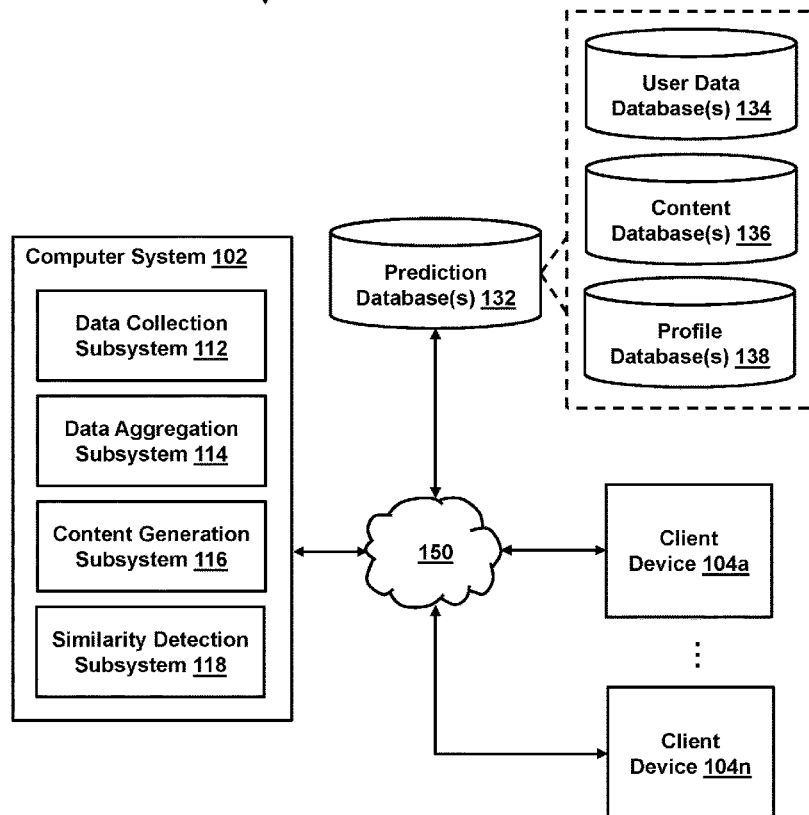 User Data
Database(s) 134
Content
Database(s) 136
Profile
Database(s) 138
Prediction
Database(s) 132
Computer System 102
Data Collection
Subsystem 112
Data Aggregation
Subsystem 114
Content Generation
Subsystem 116
Similarity Detection
Subsystem 118
150
Client
Device 104a
⋮
Client
Device 104n